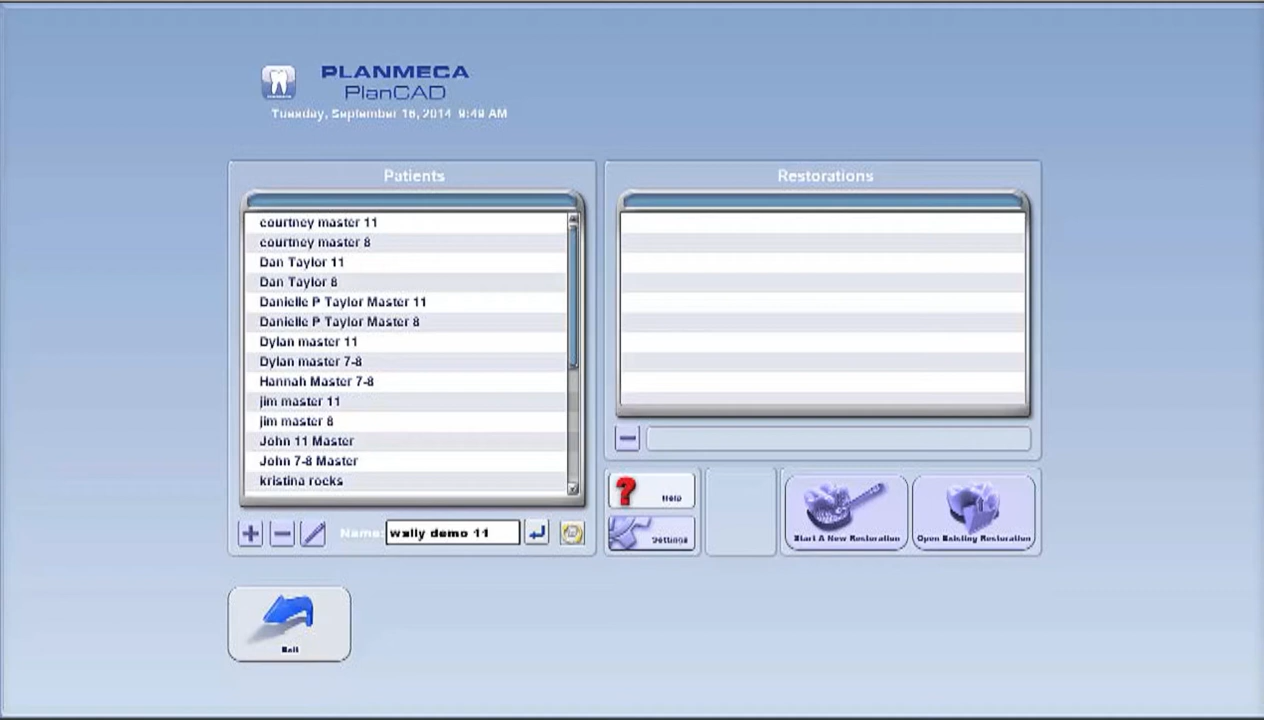 PLANMECA
PlanCAD
Tuesday, September 16, 2014 9:49 AM
Patients
courtney master 11
courtney master 8
Dan Taylor 11
Dan Taylor 8
Danielle P Taylor Master 11
Danielle P Taylor Master 8
Dylan master 11
Dylan master 7-8
Hannah Master 7-8
jim master 11
jim master 8
John 11 Master
John 7-8 Master
kristina rocks
Name: wally demo 11
Restorations
Help
Settings
Start A New Restoration
Open Existing Restoration
Exit